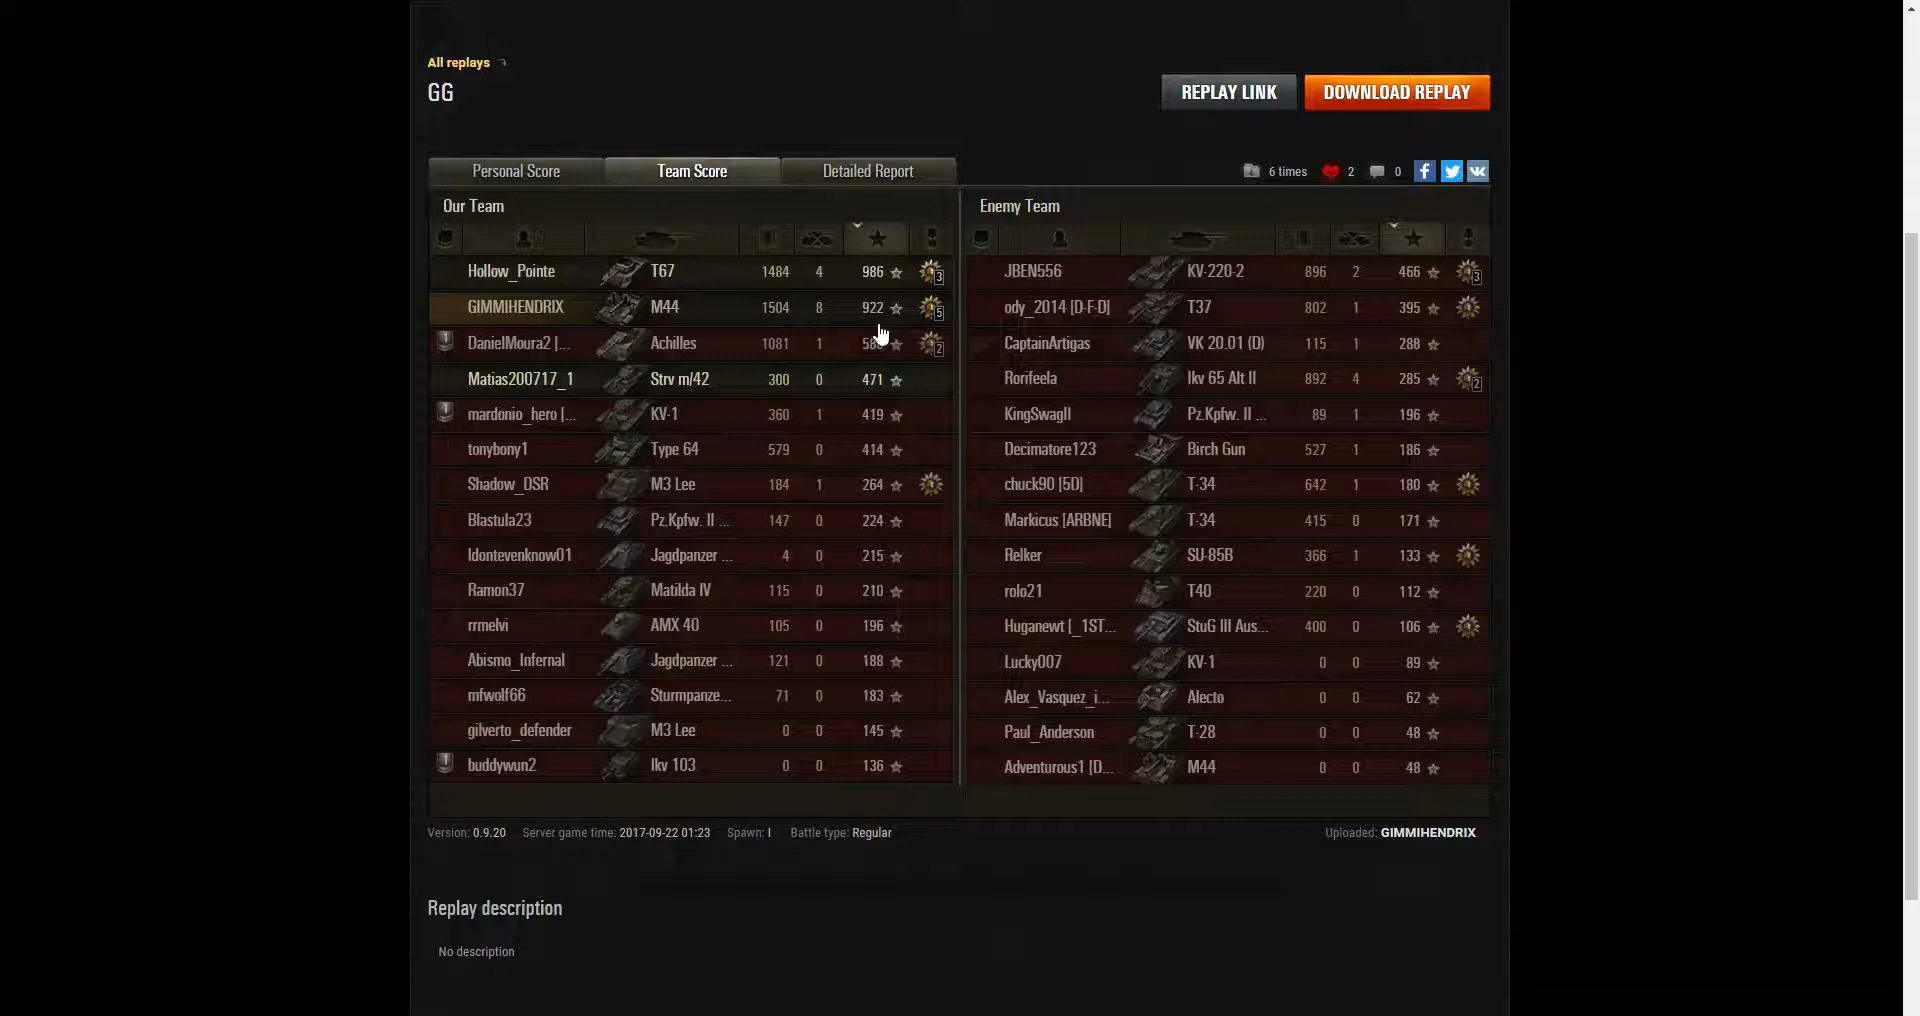 All replays
GG
REPLAY LINK DOWNLOAD REPLAY
Personal Score Team Score Detailed Report 6 times 2 0
Our Team Enemy Team
Hollow_Pointe T67 1484 4 986 3 JBEN556 KV-220-2 896 2 466 3
GIMMIHENDRIX M44 1504 8 922 5 ody_2014 [D-F-D] T37 802 1 395
1 DanielMoura2 [... Achilles 1081 1 2 CaptainArtigas VK 20.01 (D) 115 1 288
Matias200717_1 Strv m/42 300 0 471 Rorifeela Ikv 65 Alt II 892 4 285 2
1 mardonio_hero [... KV-1 360 1 419 KingSwagII Pz.Kpfw. II ... 89 1 196
tonybony1 Type 64 579 0 414 Decimatore123 Birch Gun 527 1 186
Shadow_DSR M3 Lee 184 1 264 chuck90 [5D] T-34 642 1 180
Blastula23 Pz.Kpfw. II ... 147 0 224 Markicus [ARBNE] T-34 415 0 171
Idontevenknow01 Jagdpanzer ... 4 0 215 Relker SU-85B 366 1 133
Ramon37 Matilda IV 115 0 210 rolo21 T40 220 0 112
rrmelvi AMX 40 105 0 196 Huganewt [_1ST... StuG III Aus... 400 0 106
Abismo_Infernal Jagdpanzer ... 121 0 188 Lucky007 KV-1 0 0 89
mfwolf66 Sturmpanze... 71 0 183 Alex_Vasquez_i... Alecto 0 0 62
gilverto_defender M3 Lee 0 0 145 Paul_Anderson T-28 0 0 48
1 buddywun2 Ikv 103 0 0 136 Adventurous1 [D... M44 0 0 48
Version: 0.9.20 Server game time: 2017-09-22 01:23 Spawn: I Battle type: Regular Uploaded: GIMMIHENDRIX
Replay description
No description